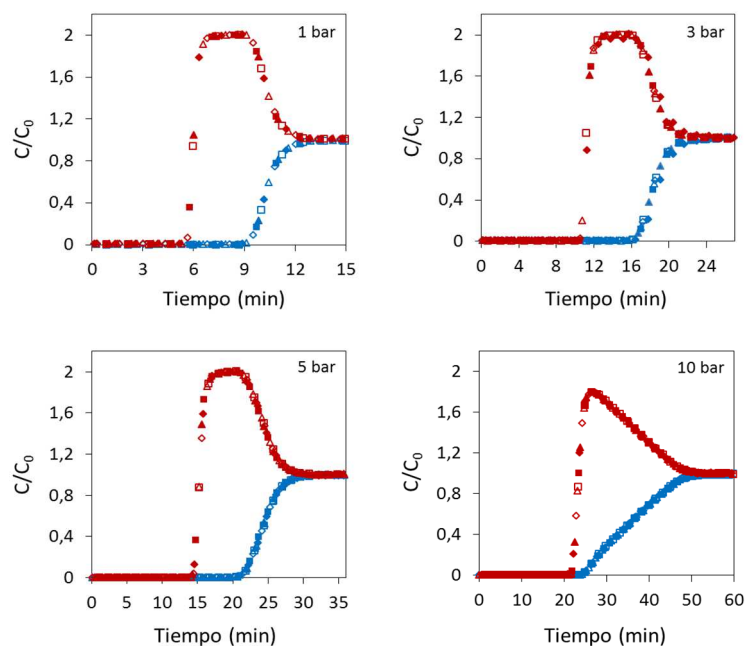 1 bar
C/C0
2
1,6
1,2
0,8
0,4
0
0 3 6 9 12 15
Tiempo (min)
3 bar
C/C0
2
1,6
1,2
0,8
0,4
0
0 4 8 12 16 20 24
Tiempo (min)
5 bar
C/C0
2
1,6
1,2
0,8
0,4
0
0 5 10 15 20 25 30 35
Tiempo (min)
10 bar
C/C0
2
1,6
1,2
0,8
0,4
0
0 10 20 30 40 50 60
Tiempo (min)